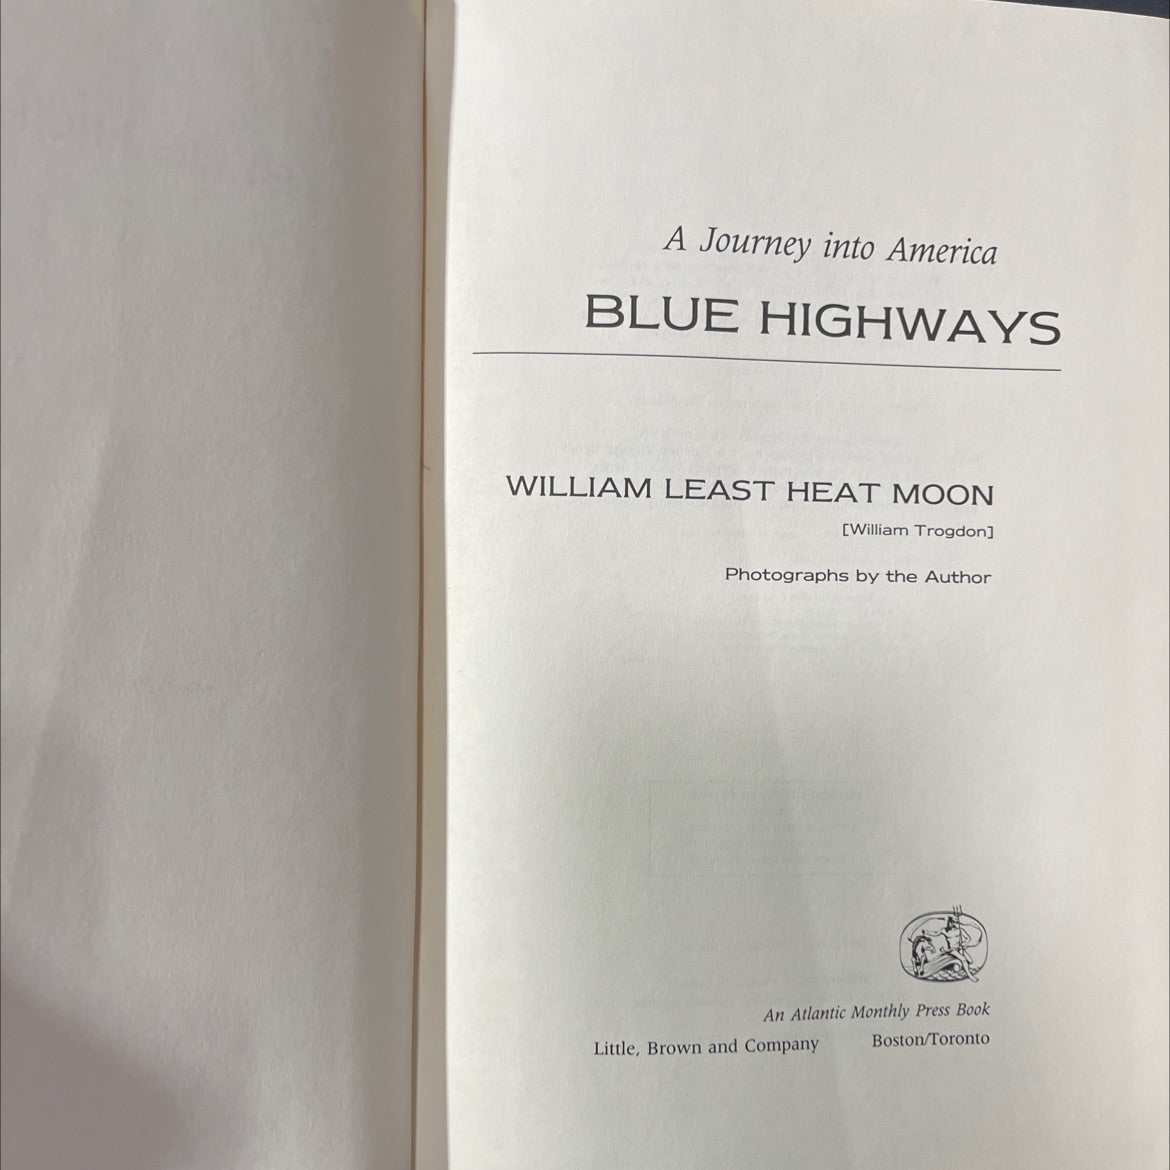 A Journey into America
BLUE HIGHWAYS
WILLIAM LEAST HEAT MOON
[William Trogdon]
Photographs by the Author
An Atlantic Monthly Press Book
Little, Brown and Company Boston/Toronto